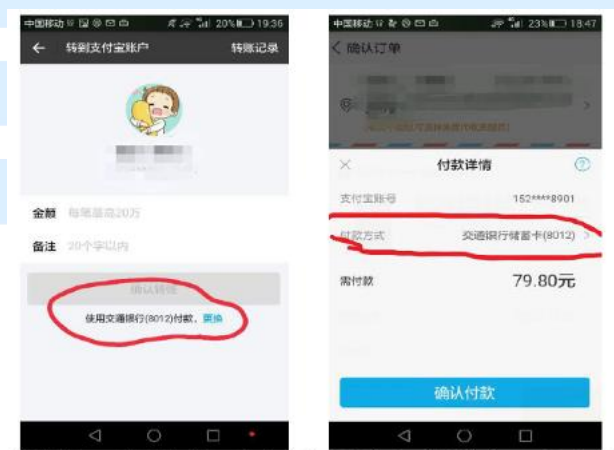 中国移动 20% 19:36
转到支付宝账户 转账记录
金额 每笔最高20万
备注 20个字以内
确认转账
使用交通银行(8012)付款，更换
中国移动 23% 18:47
确认订单
付款详情
支付宝账号 152****8901
付款方式 交通银行储蓄卡(8012)
需付款 79.80元
确认付款